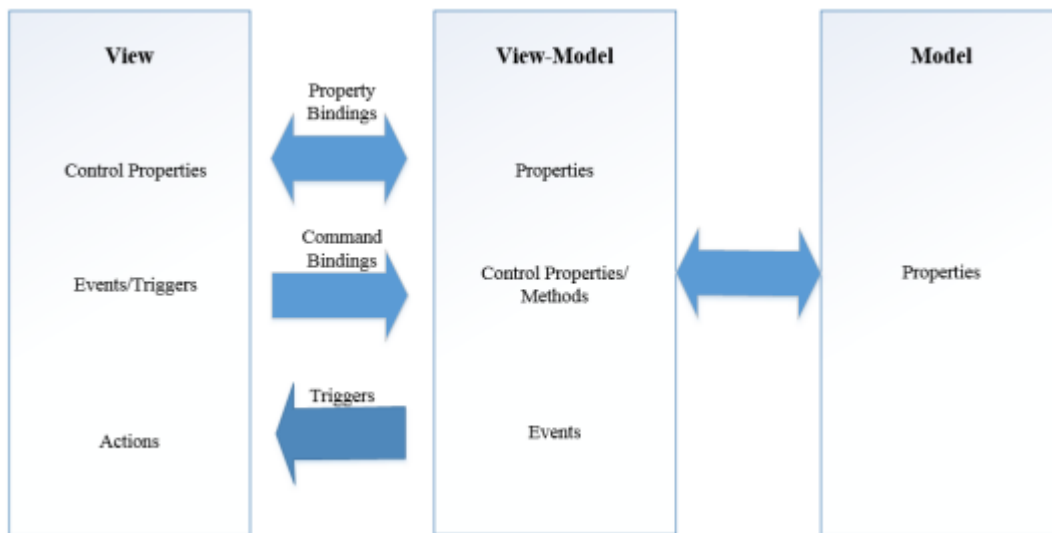 View
View-Model
Model
Property
Bindings
Control Properties
Properties
Command
Bindings
Events/Triggers
Control Properties/
Methods
Properties
Triggers
Actions
Events